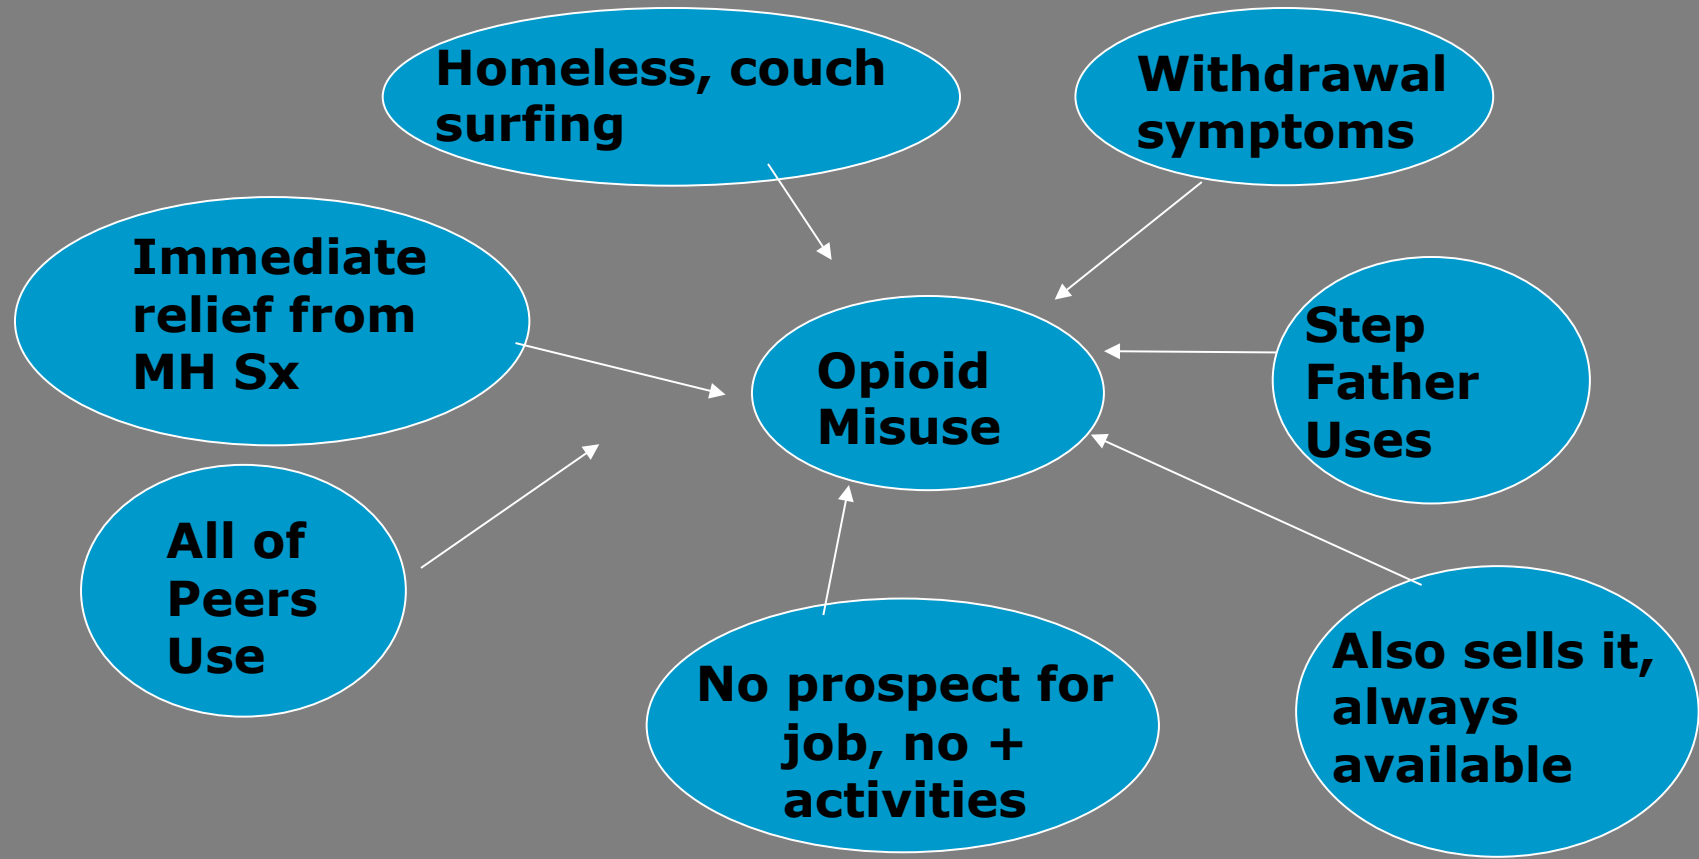 Homeless, couch
surfing
Withdrawal
symptoms
Immediate
relief from
MH Sx
Step
Father
Uses
Opioid
Misuse
All of
Peers
Use
No prospect for
job, no +
activities
Also sells it,
always
available